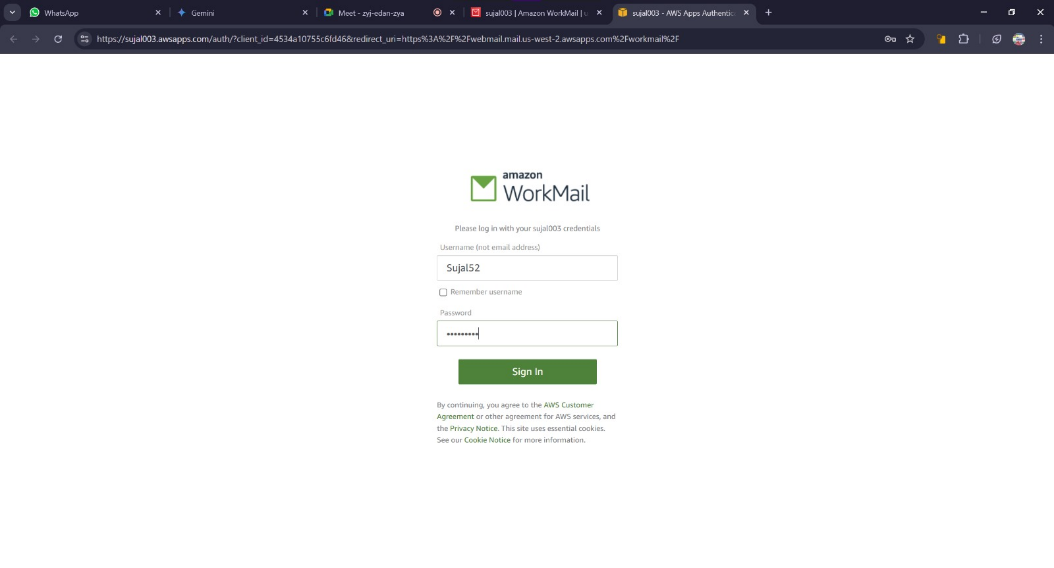 WhatsApp
Gemini
Meet - zyj-edan-zya
sujal003 | Amazon WorkMail | u
sujal003 - AWS Apps Authentic
https://sujal003.awsapps.com/auth/?client_id=4534a10755c6fd46&redirect_uri=https%3A%2F%2Fwebmail.mail.us-west-2.awsapps.com%2Fworkmail%2F
amazon
WorkMail
Please log in with your sujal003 credentials
Username (not email address)
Sujal52
Remember username
Password
•••••••••
Sign In
By continuing, you agree to the AWS Customer
Agreement or other agreement for AWS services, and
the Privacy Notice. This site uses essential cookies.
See our Cookie Notice for more information.